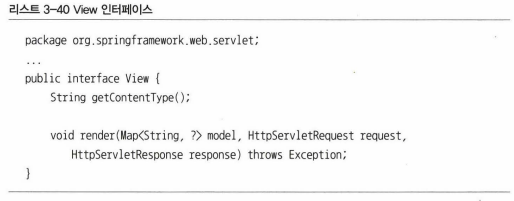 리스트 3-40 View 인터페이스
package org.springframework.web.servlet;
...
public interface View {
String getContentType();
void render(Map<String, ?> model, HttpServletRequest request,
HttpServletResponse response) throws Exception;
}